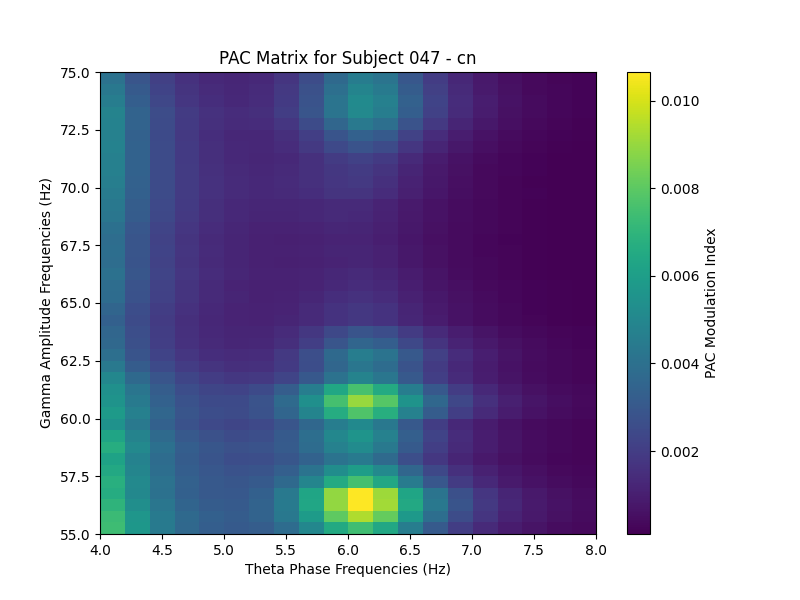 PAC Matrix for Subject 047 - cn
75.0
72.5
70.0
67.5
65.0
62.5
60.0
57.5
55.0
Gamma Amplitude Frequencies (Hz)
4.0 4.5 5.0 5.5 6.0 6.5 7.0 7.5 8.0
Theta Phase Frequencies (Hz)
0.010
0.008
0.006
0.004
0.002
PAC Modulation Index